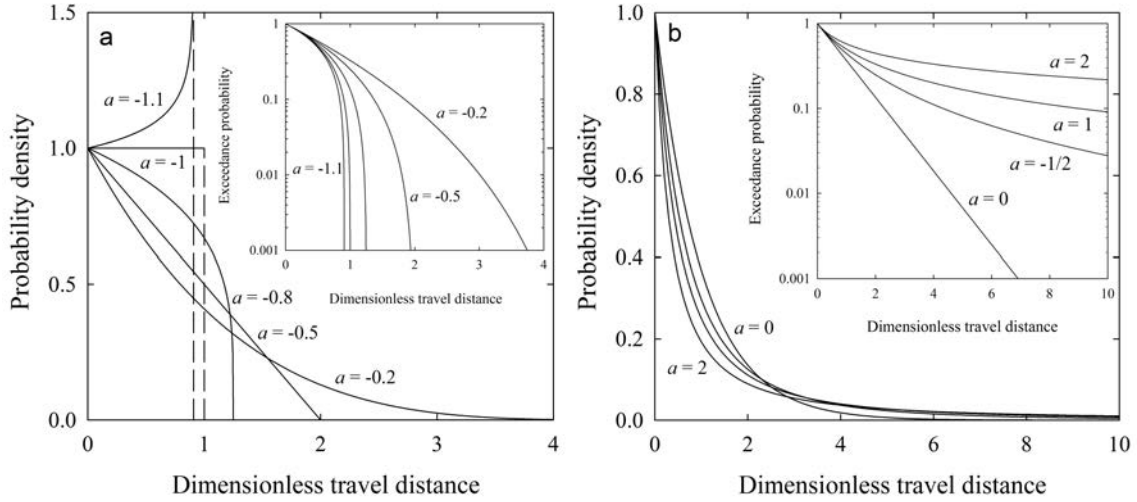 a
Probability density
1.5
1.0
0.5
0.0
0
1
2
3
4
Dimensionless travel distance
a = -1.1
a = -1
a = -0.8
a = -0.5
a = -0.2
Exceedance probability
1
0.1
0.01
0.001
0
1
2
3
4
Dimensionless travel distance
a = -0.2
a = -1.1
a = -0.5
b
Probability density
1.0
0.8
0.6
0.4
0.2
0.0
0
2
4
6
8
10
Dimensionless travel distance
a = 0
a = 2
Exceedance probability
1
0.1
0.01
0.001
0
2
4
6
8
10
Dimensionless travel distance
a = 2
a = 1
a = -1/2
a = 0